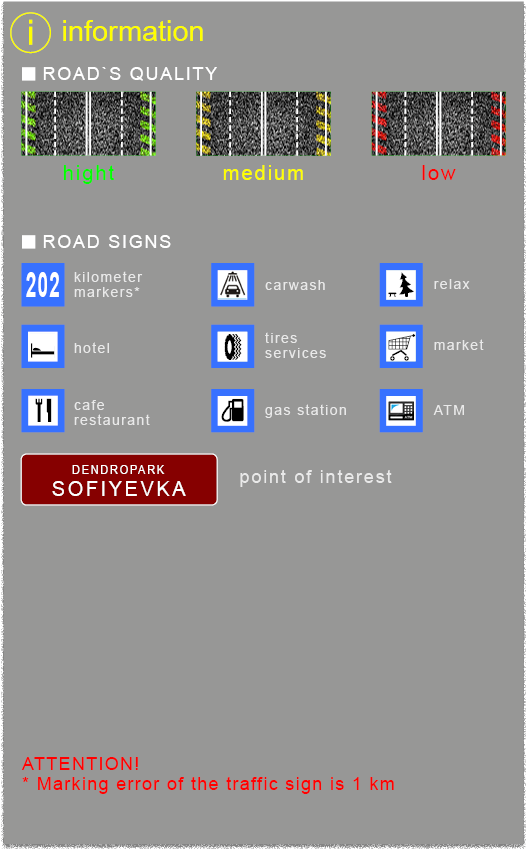 i information
ROAD`S QUALITY
hight medium low
ROAD SIGNS
202 kilometer markers*
carwash
relax
hotel
tires services
market
cafe restaurant
gas station
ATM
DENDROPARK
SOFIYEVKA
point of interest
ATTENTION!
* Marking error of the traffic sign is 1 km